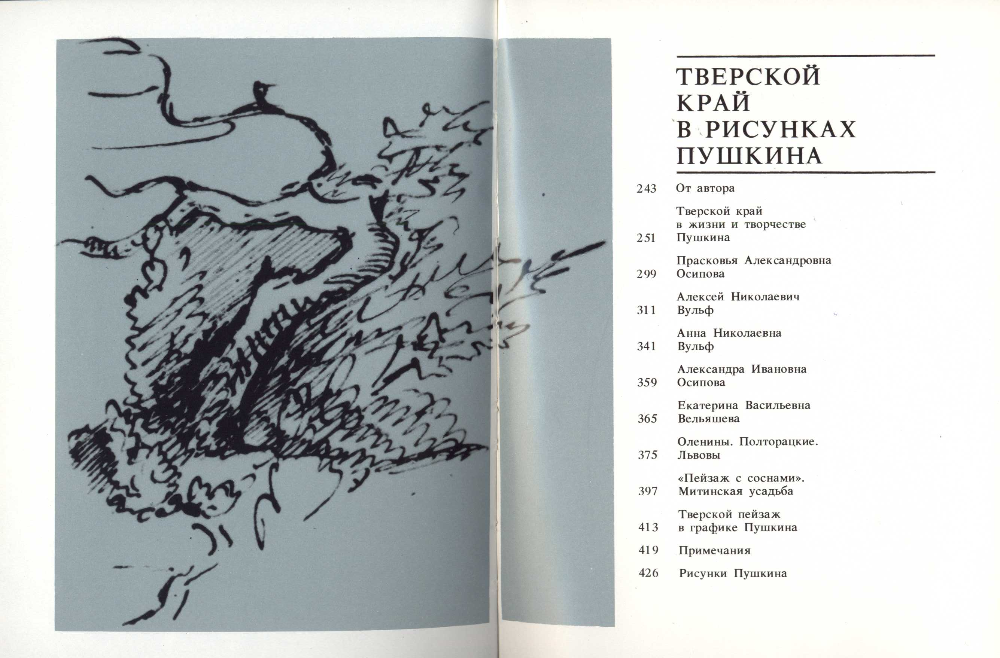 ТВЕРСКОЙ
КРАЙ
В РИСУНКАХ
ПУШКИНА
243 От автора
Тверской край
в жизни и творчестве
251 Пушкина
Прасковья Александровна
299 Осипова
Алексей Николаевич
311 Вульф
Анна Николаевна
341 Вульф
Александра Ивановна
359 Осипова
Екатерина Васильевна
365 Вельяшева
Оленины. Полторацкие.
375 Львовы
«Пейзаж с соснами».
397 Митинская усадьба
Тверской пейзаж
413 в графике Пушкина
419 Примечания
426 Рисунки Пушкина